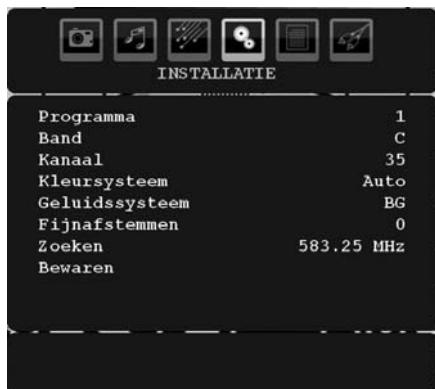 INSTALLATIE
Programma 1
Band C
Kanaal 35
Kleursysteem Auto
Geluidssysteem BG
Fijnafstemmen 0
Zoeken 583.25 MHz
Bewaren